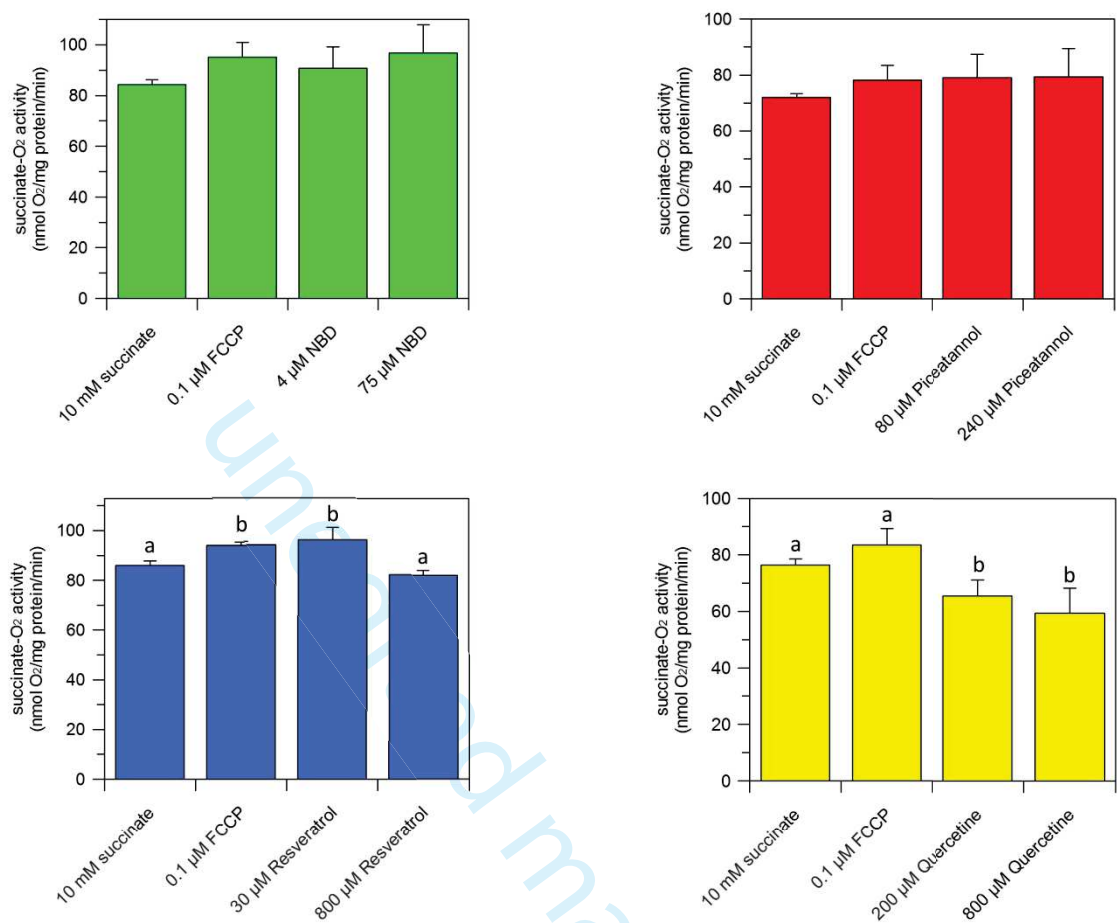 succinate-O2 activity
(nmol O2/mg protein/min)
100
80
60
40
20
0
10 mM succinate
0.1 µM FCCP
4 µM NBD
75 µM NBD
succinate-O2 activity
(nmol O2/mg protein/min)
100
80
60
40
20
0
10 mM succinate
0.1 µM FCCP
80 µM Piceatannol
240 µM Piceatannol
succinate-O2 activity
(nmol O2/mg protein/min)
100
80
60
40
20
0
a
b
b
a
10 mM succinate
0.1 µM FCCP
30 µM Resveratrol
800 µM Resveratrol
succinate-O2 activity
(nmol O2/mg protein/min)
100
80
60
40
20
0
a
a
b
b
10 mM succinate
0.1 µM FCCP
200 µM Quercetine
800 µM Quercetine